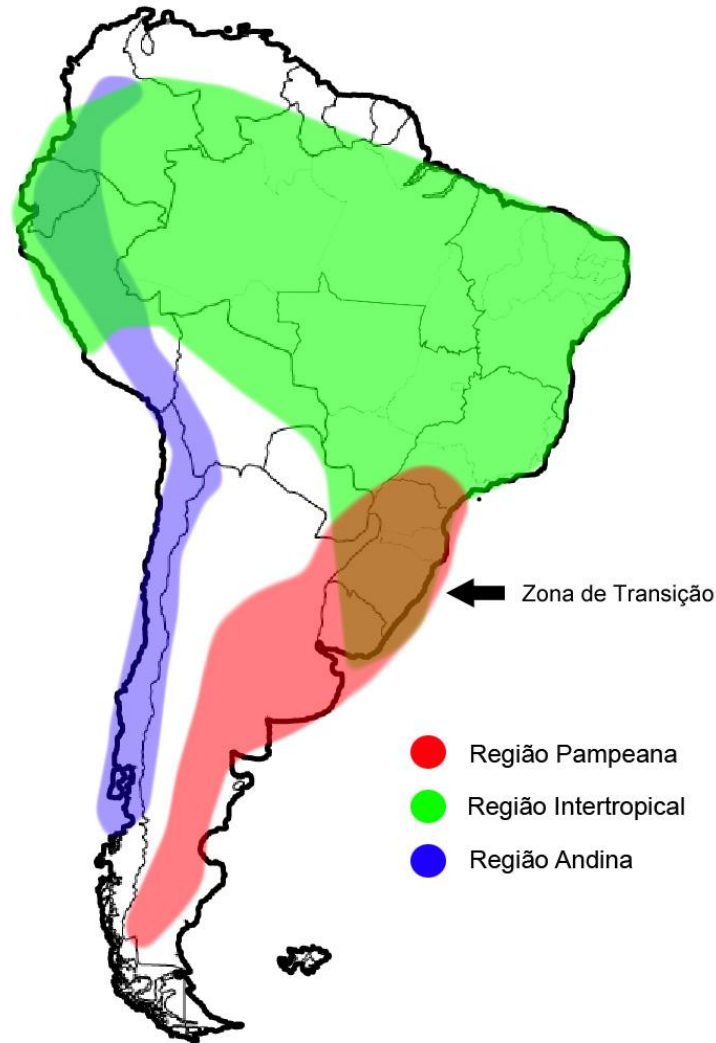 Zona de Transição
Região Pampeana
Região Intertropical
Região Andina